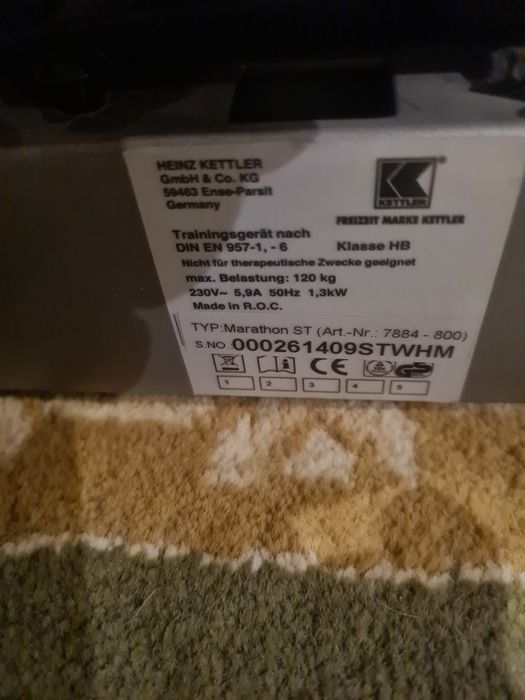 HEINZ KETTLER
GmbH & Co. KG
59463 Ense-Parsit
Germany
KETTLER
®
FREIZEIT MARKE KETTLER
Trainingsgerät nach
DIN EN 957-1, - 6 Klasse HB
Nicht für therapeutische Zwecke geeignet
max. Belastung: 120 kg
230V~ 5,9A 50Hz 1,3kW
Made in R.O.C.
TYP:Marathon ST (Art.-Nr.: 7884 - 800)
S.NO. 000261409STWHM
CE GS
1 2 3 4 5